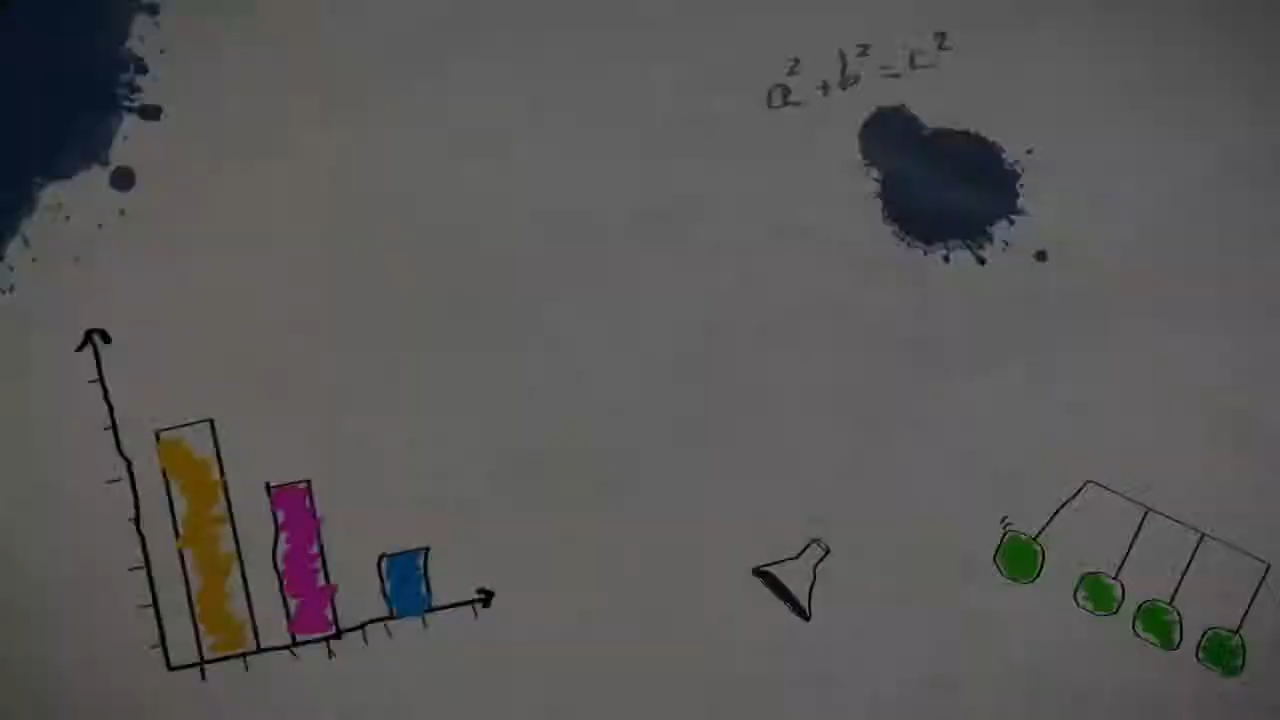 a² + b² = c²